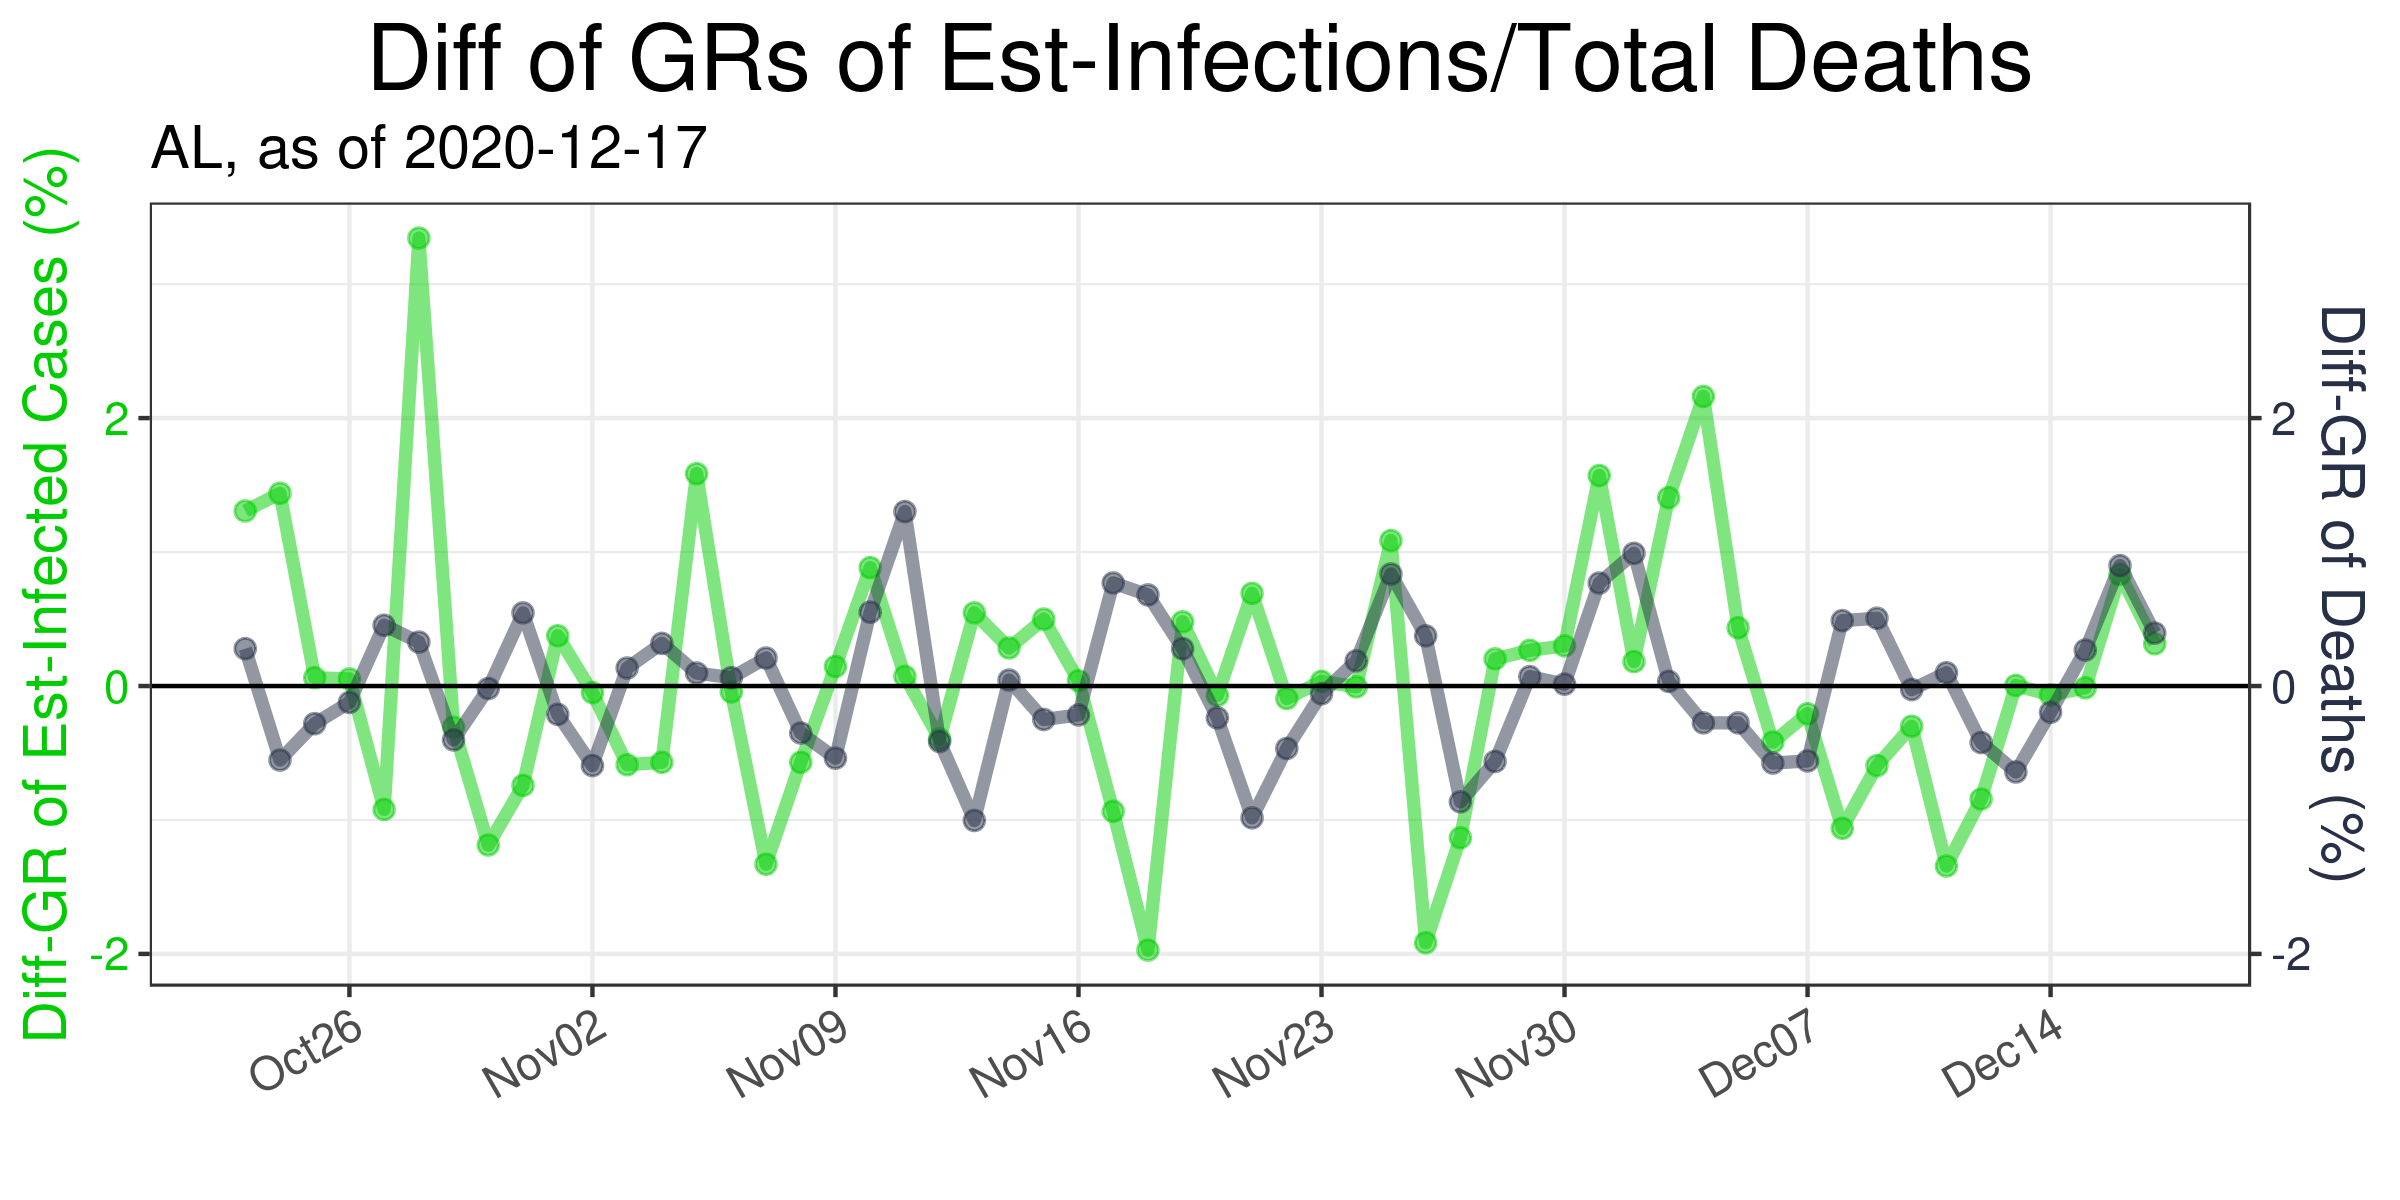 Diff of GRs of Est-Infections/Total Deaths
AL, as of 2020-12-17
Diff-GR of Est-Infected Cases (%)
2
0
-2
2
0
-2
Diff-GR of Deaths (%)
Oct26
Nov02
Nov09
Nov16
Nov23
Nov30
Dec07
Dec14